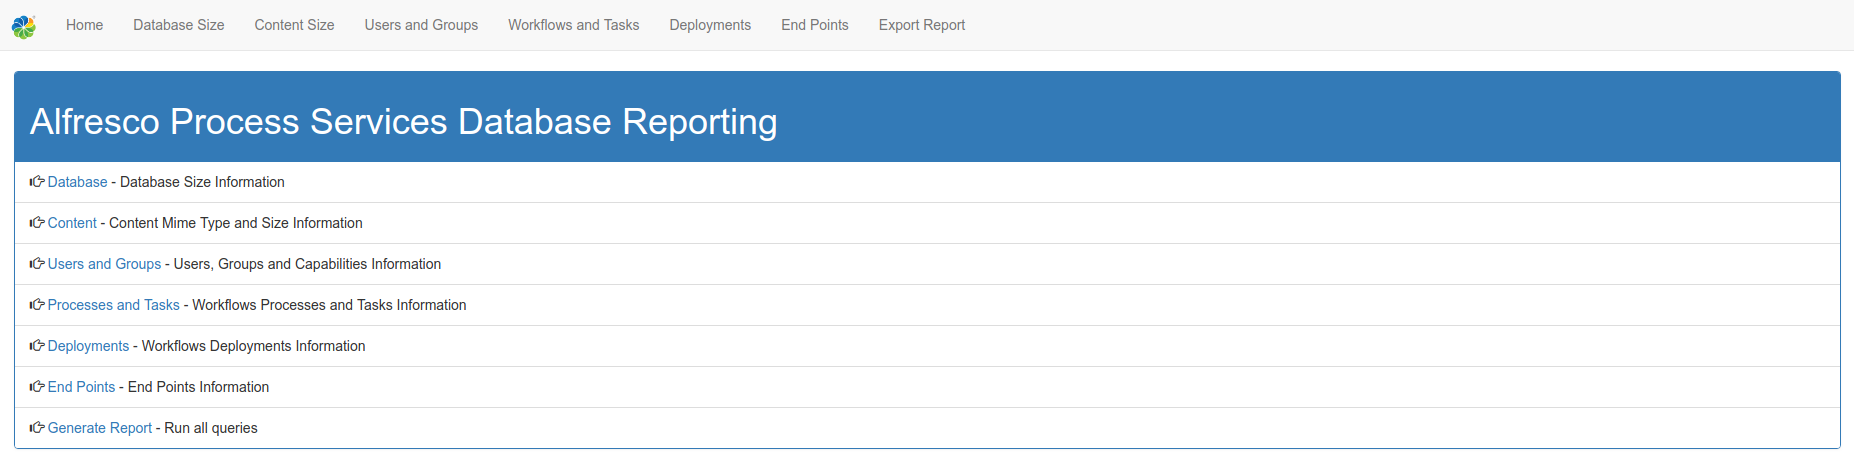 Home Database Size Content Size Users and Groups Workflows and Tasks Deployments End Points Export Report
Alfresco Process Services Database Reporting
Database - Database Size Information
Content - Content Mime Type and Size Information
Users and Groups - Users, Groups and Capabilities Information
Processes and Tasks - Workflows Processes and Tasks Information
Deployments - Workflows Deployments Information
End Points - End Points Information
Generate Report - Run all queries